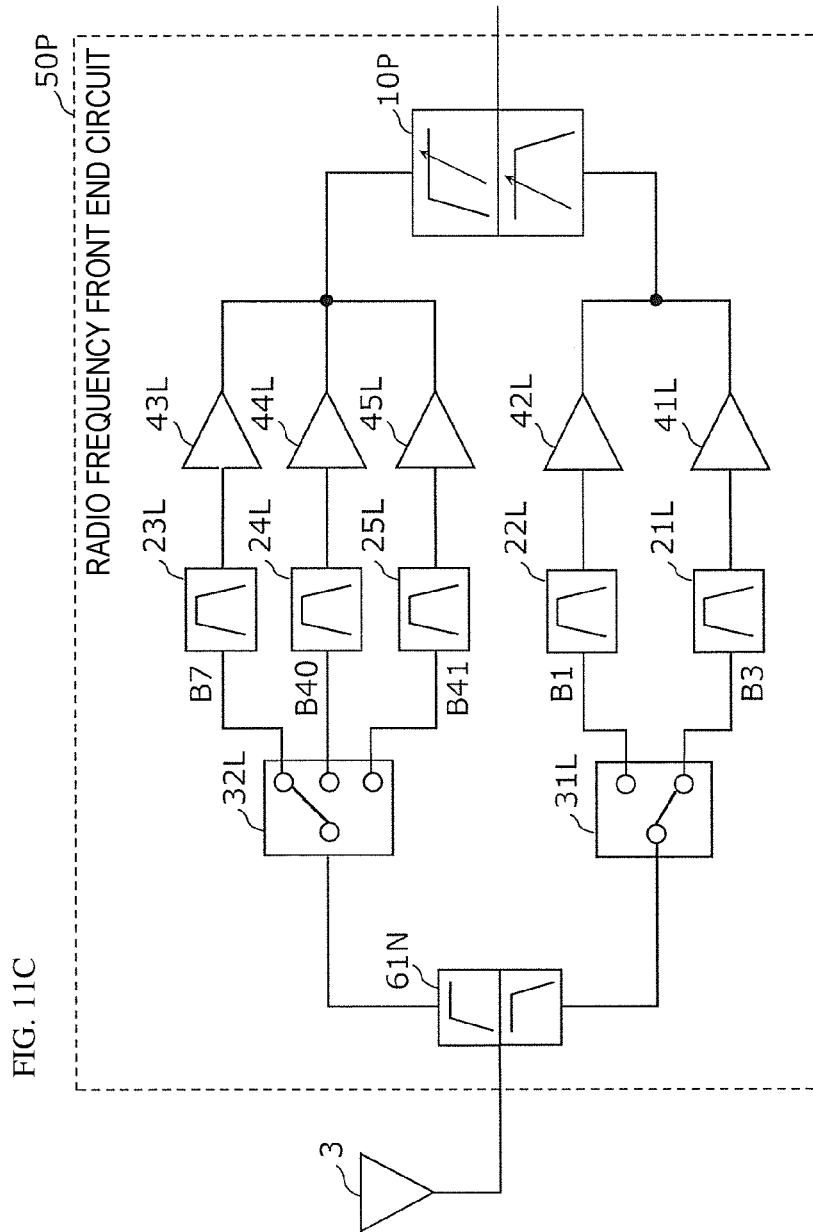 FIG. 11C
50P
RADIO FREQUENCY FRONT END CIRCUIT
10P
43L
44L
45L
42L
41L
23L
24L
25L
22L
21L
B7
B40
B41
B1
B3
32L
31L
61N
3